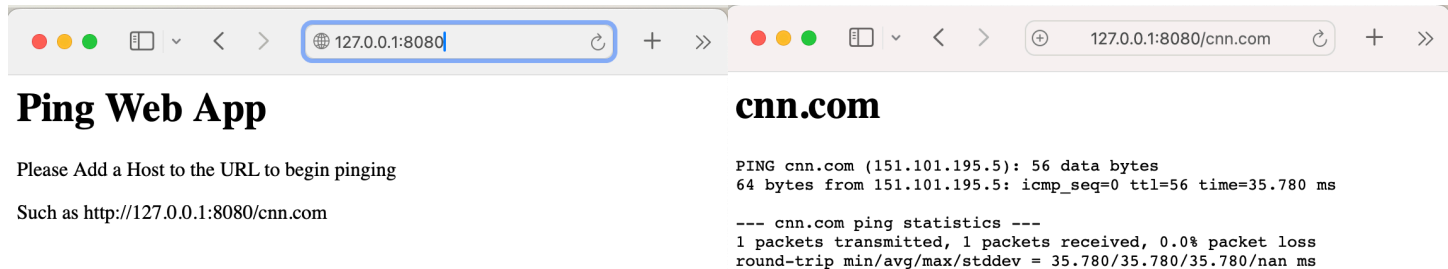 127.0.0.1:8080
Ping Web App
Please Add a Host to the URL to begin pinging
Such as http://127.0.0.1:8080/cnn.com
127.0.0.1:8080/cnn.com
cnn.com
PING cnn.com (151.101.195.5): 56 data bytes
64 bytes from 151.101.195.5: icmp_seq=0 ttl=56 time=35.780 ms
--- cnn.com ping statistics ---
1 packets transmitted, 1 packets received, 0.0% packet loss
round-trip min/avg/max/stddev = 35.780/35.780/35.780/nan ms